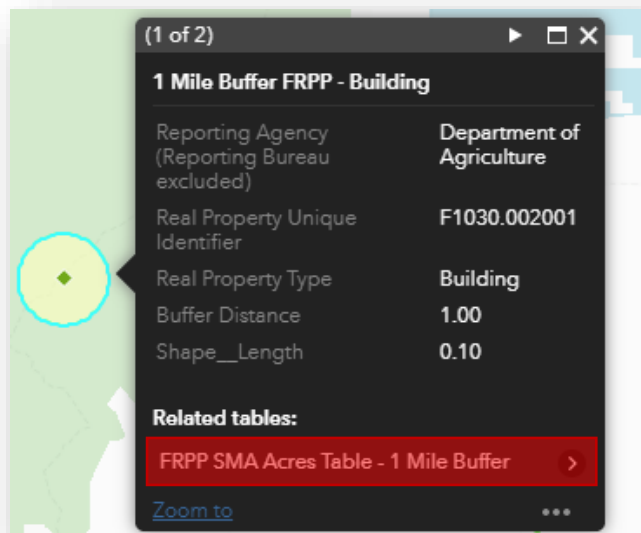 (1 of 2)
1 Mile Buffer FRPP - Building
Reporting Agency
(Reporting Bureau
excluded)
Department of
Agriculture
Real Property Unique
Identifier
F1030.002001
Real Property Type
Building
Buffer Distance
1.00
Shape__Length
0.10
Related tables:
FRPP SMA Acres Table - 1 Mile Buffer
Zoom to